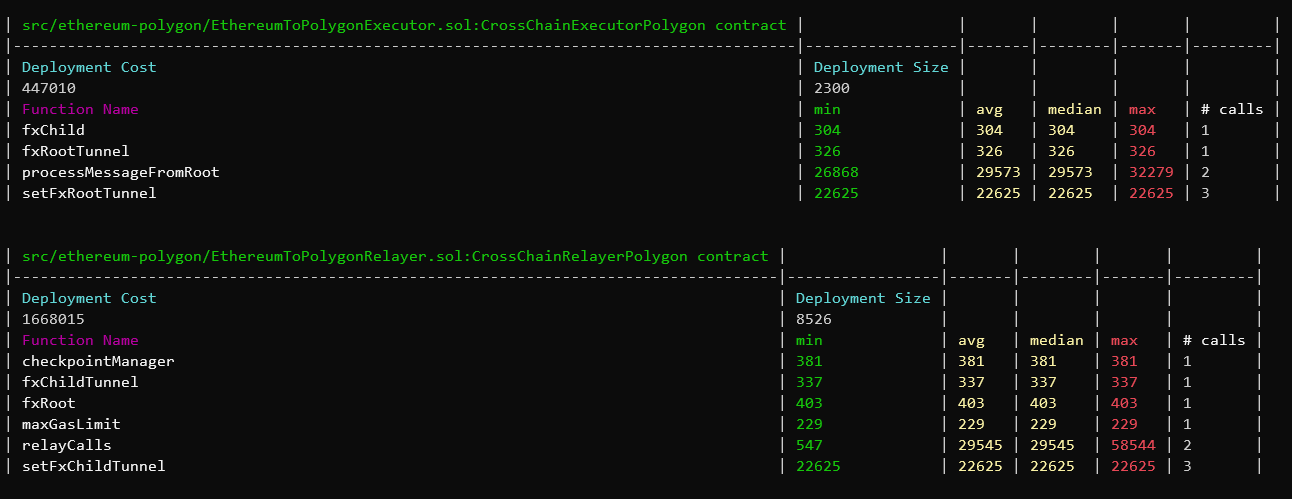 | src/ethereum-polygon/EthereumToPolygonExecutor.sol:CrossChainExecutorPolygon contract | | | | | |
|---------------------------------------------------------------------------------------|-----------------|-------|--------|-------|---------|
| Deployment Cost | Deployment Size | | | | |
| 447010 | 2300 | | | | |
| Function Name | min | avg | median | max | # calls |
| fxChild | 304 | 304 | 304 | 304 | 1 |
| fxRootTunnel | 326 | 326 | 326 | 326 | 1 |
| processMessageFromRoot | 26868 | 29573 | 29573 | 32279 | 2 |
| setFxRootTunnel | 22625 | 22625 | 22625 | 22625 | 3 |
| src/ethereum-polygon/EthereumToPolygonRelayer.sol:CrossChainRelayerPolygon contract | | | | | |
|-------------------------------------------------------------------------------------|-----------------|-------|--------|-------|---------|
| Deployment Cost | Deployment Size | | | | |
| 1668015 | 8526 | | | | |
| Function Name | min | avg | median | max | # calls |
| checkpointManager | 381 | 381 | 381 | 381 | 1 |
| fxChildTunnel | 337 | 337 | 337 | 337 | 1 |
| fxRoot | 403 | 403 | 403 | 403 | 1 |
| maxGasLimit | 229 | 229 | 229 | 229 | 1 |
| relayCalls | 547 | 29545 | 29545 | 58544 | 2 |
| setFxChildTunnel | 22625 | 22625 | 22625 | 22625 | 3 |